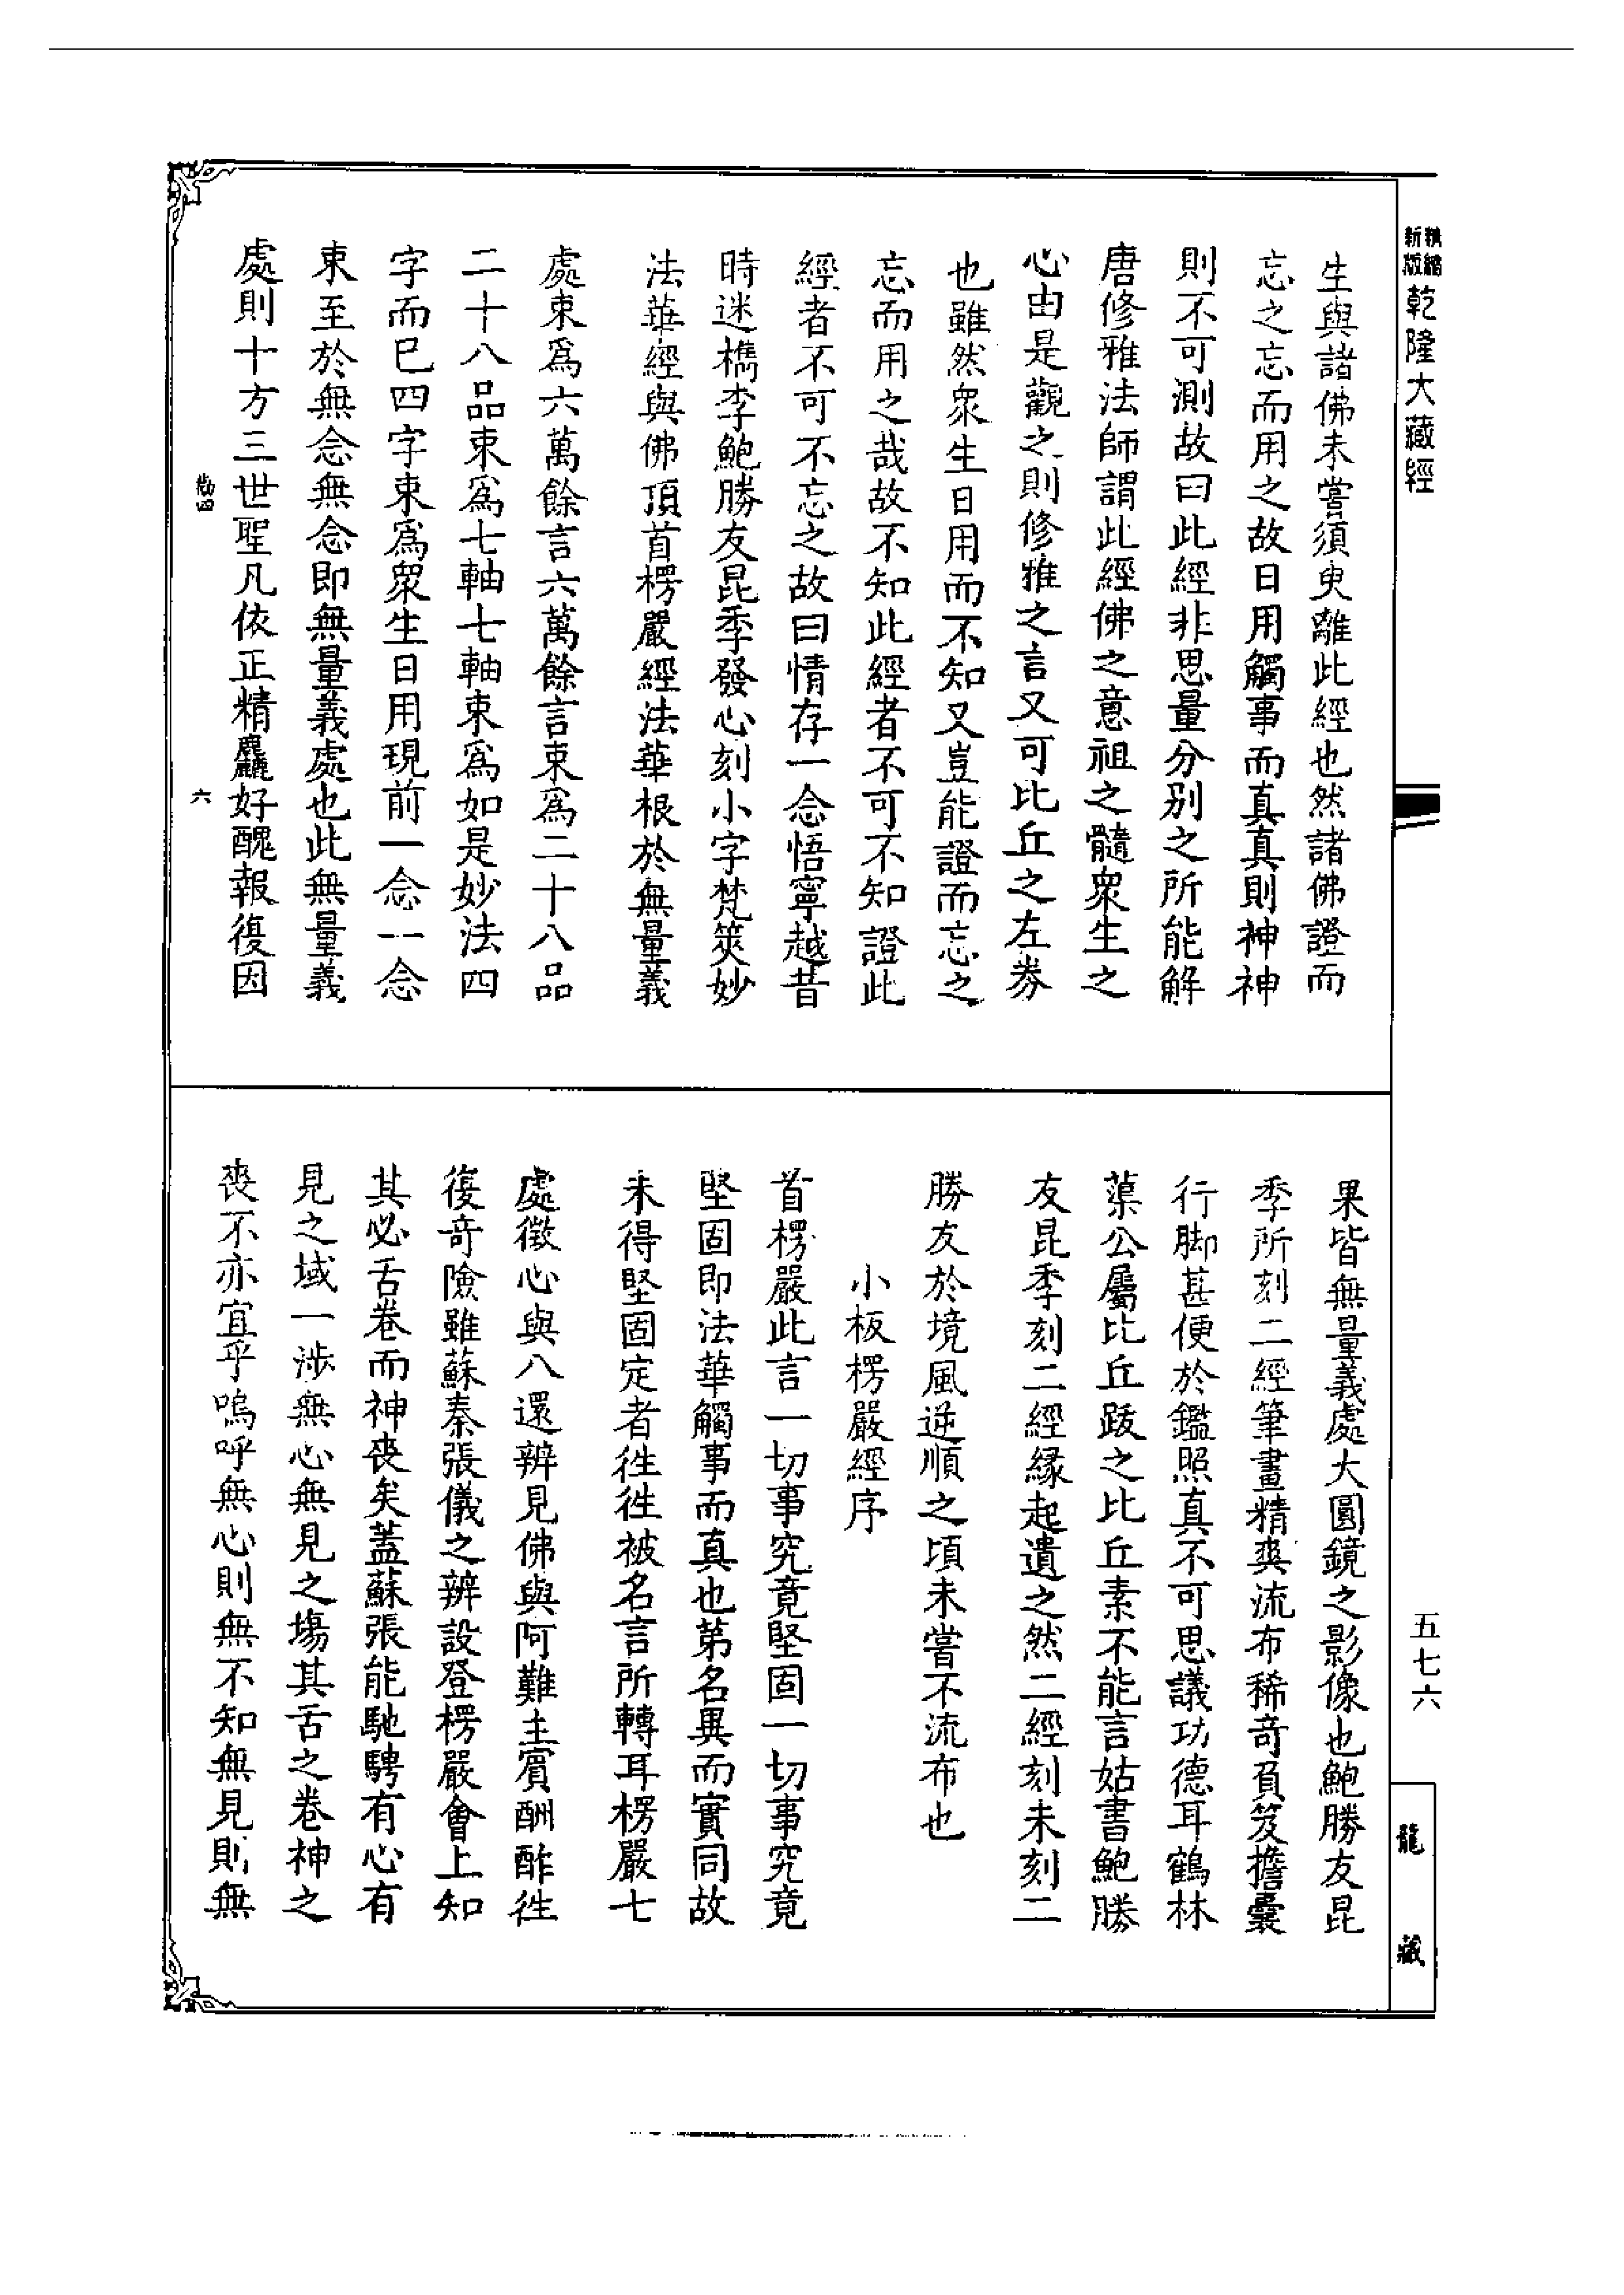 精縮
新版
乾隆大藏經
生與諸佛未嘗須臾離此經也然諸佛證而
忘之忘而用之故日用觸事而真真則神神
則不可測故曰此經非思量分別之所能解
唐修雅法師謂此經佛之意祖之髓眾生之
心由是觀之則修雅之言又可比丘之左券
也雖然眾生日用而不知又豈能證而忘之
忘而用之哉故不知此經者不可不知證此
經者不可不忘之故曰情存一念悟寧越昔
時迷檇李鮑勝友昆季發心刻小字梵筴妙
法華經與佛頂首楞嚴經法華根於無量義
處束為六萬餘言六萬餘言束為二十八品
二十八品束為七軸七軸束為如是妙法四
字而已四字束為眾生日用現前一念一念
束至於無念無念即無量義處也此無量義
處則十方三世聖凡依正精麤好醜報復因
六
果皆無量義處大圓鏡之影像也鮑勝友昆
季所刻二經筆畫精爽流布稀奇負笈擔囊
行脚甚便於鑑照真不可思議功德耳鶴林
蕖公屬比丘跋之比丘素不能言姑書鮑勝
友昆季刻二經緣起遺之然二經刻未刻二
勝友於境風逆順之頃未嘗不流布也
小板楞嚴經序
首楞嚴此言一切事究竟堅固一切事究竟
堅固即法華觸事而真也第名異而實同故
未得堅固定者徃徃被名言所轉耳楞嚴七
處徵心與八還辨見佛與阿難主賓酬酢徃
復奇險雖蘇秦張儀之辨設登楞嚴會上知
其必舌卷而神喪矣蓋蘇張能馳騁有心有
見之域一涉無心無見之場其舌之卷神之
喪不亦宜乎嗚呼無心則無不知無見則無
五七六
龍藏